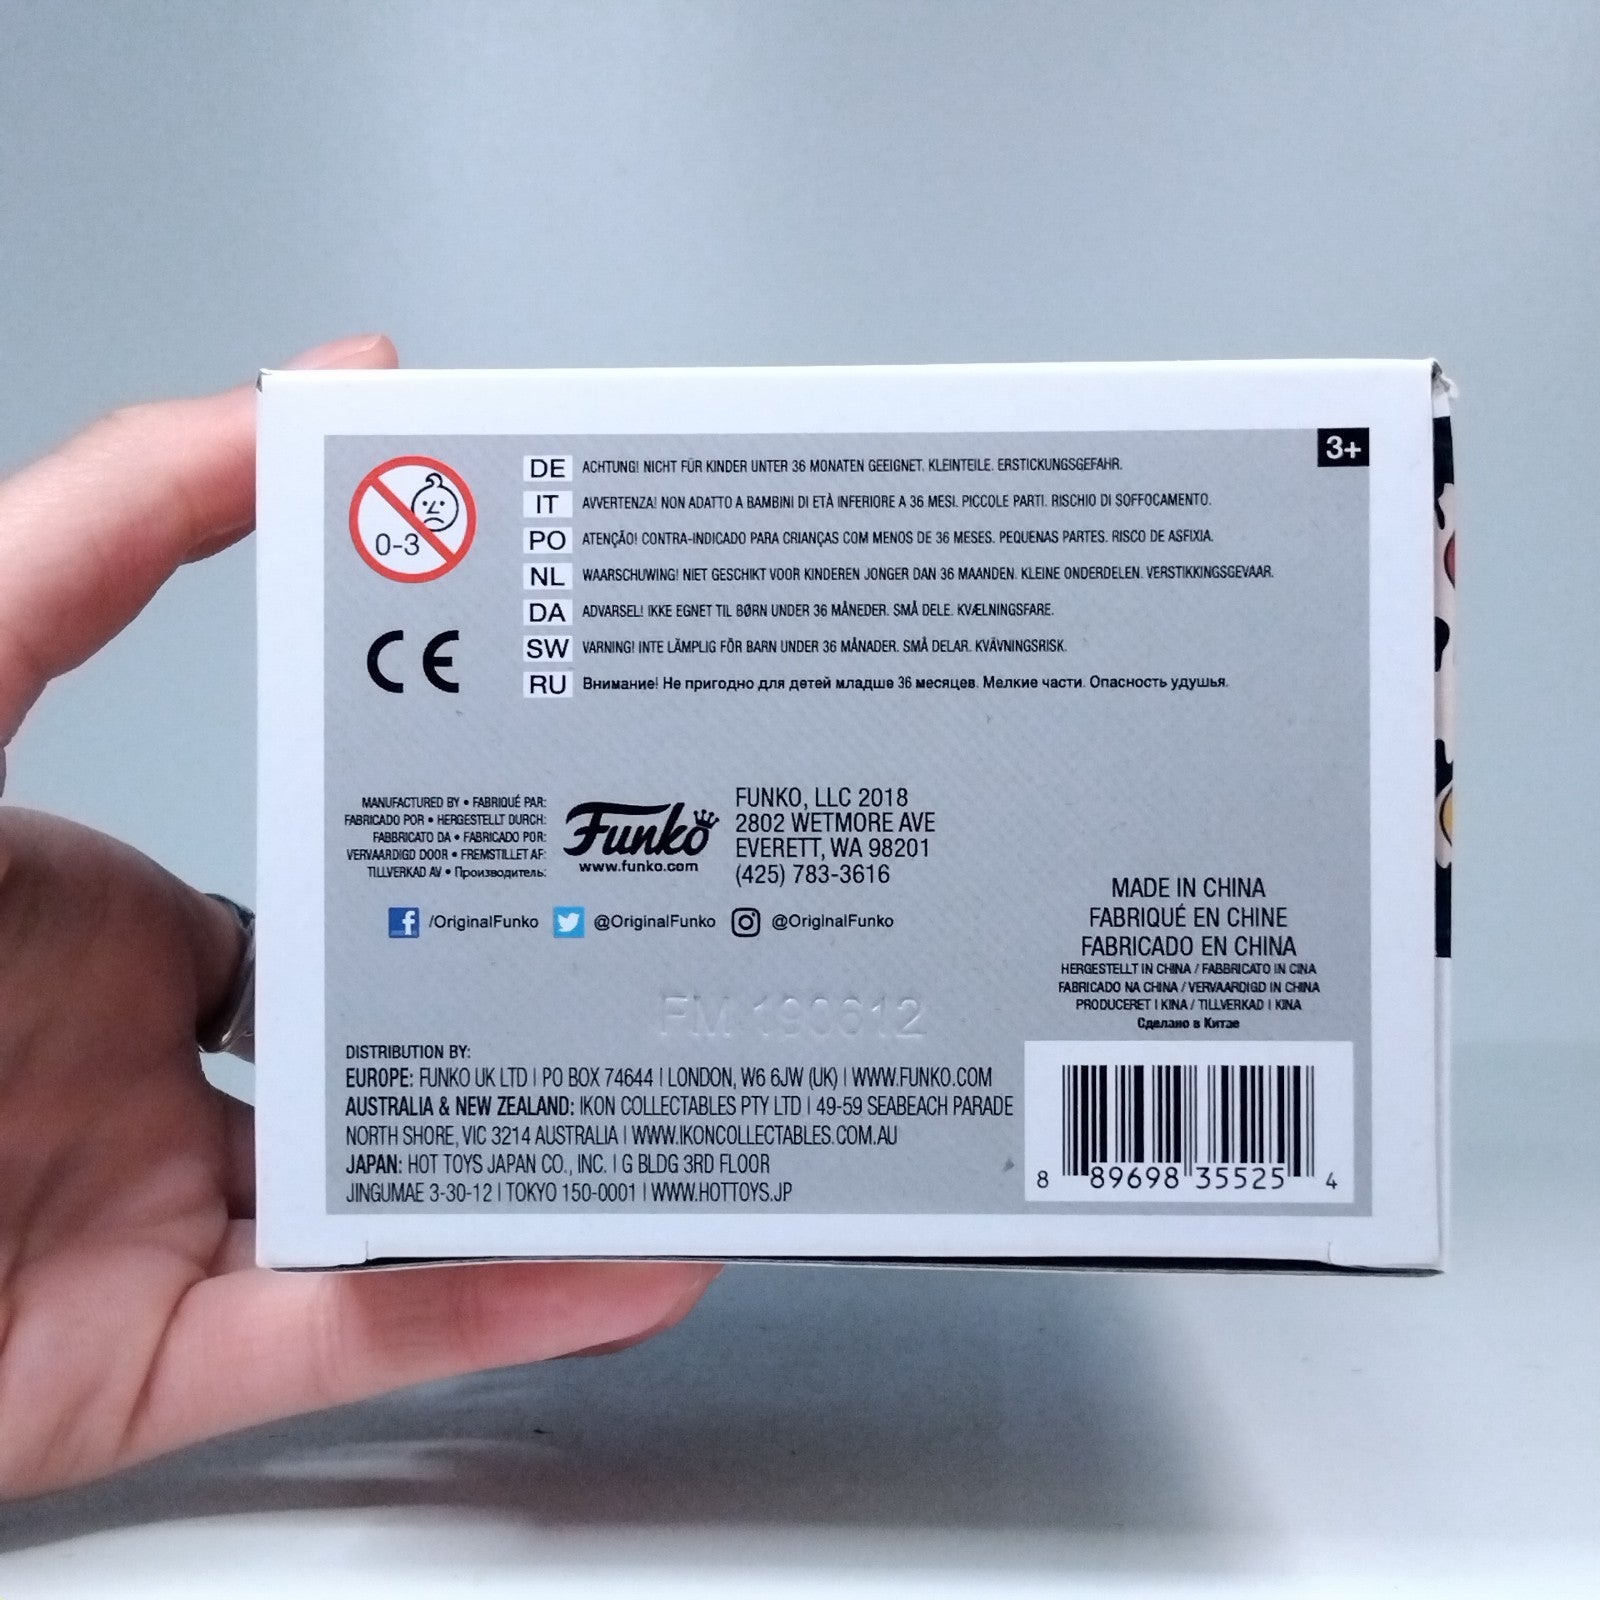 3+
0-3
DE ACHTUNG! NICHT FÜR KINDER UNTER 36 MONATEN GEEIGNET. KLEINTEILE. ERSTICKUNGSGEFAHR.
IT AVVERTENZA! NON ADATTO A BAMBINI DI ETÀ INFERIORE A 36 MESI. PICCOLE PARTI. RISCHIO DI SOFFOCAMENTO.
PO ATENÇÃO! CONTRA-INDICADO PARA CRIANÇAS COM MENOS DE 36 MESES. PEQUENAS PARTES. RISCO DE ASFIXIA.
NL WAARSCHUWING! NIET GESCHIKT VOOR KINDEREN JONGER DAN 36 MAANDEN. KLEINE ONDERDELEN. VERSTIKKINGSGEVAAR.
DA ADVARSEL! IKKE EGNET TIL BØRN UNDER 36 MÅNEDER. SMÅ DELE. KVÆLNINGSFARE.
SW VARNING! INTE LÄMPLIG FÖR BARN UNDER 36 MÅNADER. SMÅ DELAR. KVÄVNINGSRISK.
RU Внимание! Не пригодно для детей младше 36 месяцев. Мелкие части. Опасность удушья.
CE
MANUFACTURED BY • FABRIQUÉ PAR:
FABRICADO POR • HERGESTELLT DURCH:
FABBRICATO DA • FABRICADO POR:
VERVAARDIGD DOOR • FREMSTILLET AF:
TILLVERKAD AV • Производитель:
Funko
www.funko.com
FUNKO, LLC 2018
2802 WETMORE AVE
EVERETT, WA 98201
(425) 783-3616
/OriginalFunko @OriginalFunko @OriginalFunko
MADE IN CHINA
FABRIQUÉ EN CHINE
FABRICADO EN CHINA
HERGESTELLT IN CHINA / FABBRICATO IN CINA
FABRICADO NA CHINA / VERVAARDIGD IN CHINA
PRODUCERET I KINA / TILLVERKAD I KINA
Сделано в Китае
FM 190612
DISTRIBUTION BY:
EUROPE: FUNKO UK LTD | PO BOX 74644 | LONDON, W6 6JW (UK) | WWW.FUNKO.COM
AUSTRALIA & NEW ZEALAND: IKON COLLECTABLES PTY LTD | 49-59 SEABEACH PARADE
NORTH SHORE, VIC 3214 AUSTRALIA | WWW.IKONCOLLECTABLES.COM.AU
JAPAN: HOT TOYS JAPAN CO., INC. | G BLDG 3RD FLOOR
JINGUMAE 3-30-12 | TOKYO 150-0001 | WWW.HOTTOYS.JP
8 89698 35525 4